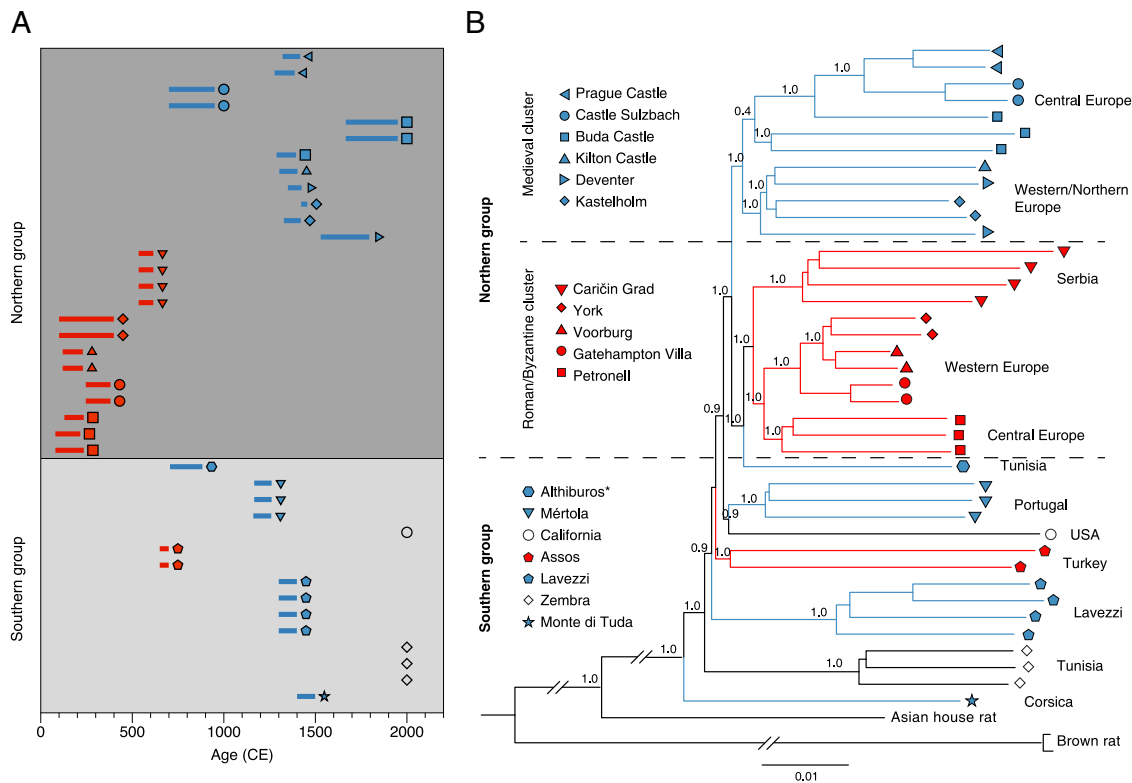 A
Northern group
Southern group
0
500
1000
1500
2000
Age (CE)
B
Northern group
Southern group
Medieval cluster
Prague Castle
Castle Sulzbach
Buda Castle
Kilton Castle
Deventer
Kastelholm
Roman/Byzantine cluster
Caričin Grad
York
Voorburg
Gatehampton Villa
Petronell
Althiburos*
Mértola
California
Assos
Lavezzi
Zembra
Monte di Tuda
1.0
1.0
0.4
1.0
1.0
1.0
1.0
1.0
1.0
1.0
1.0
1.0
0.9
1.0
1.0
1.0
0.9
0.9
1.0
1.0
1.0
1.0
1.0
Central Europe
Western/Northern
Europe
Serbia
Western Europe
Central Europe
Tunisia
Portugal
USA
Turkey
Lavezzi
Tunisia
Corsica
Asian house rat
Brown rat
0.01